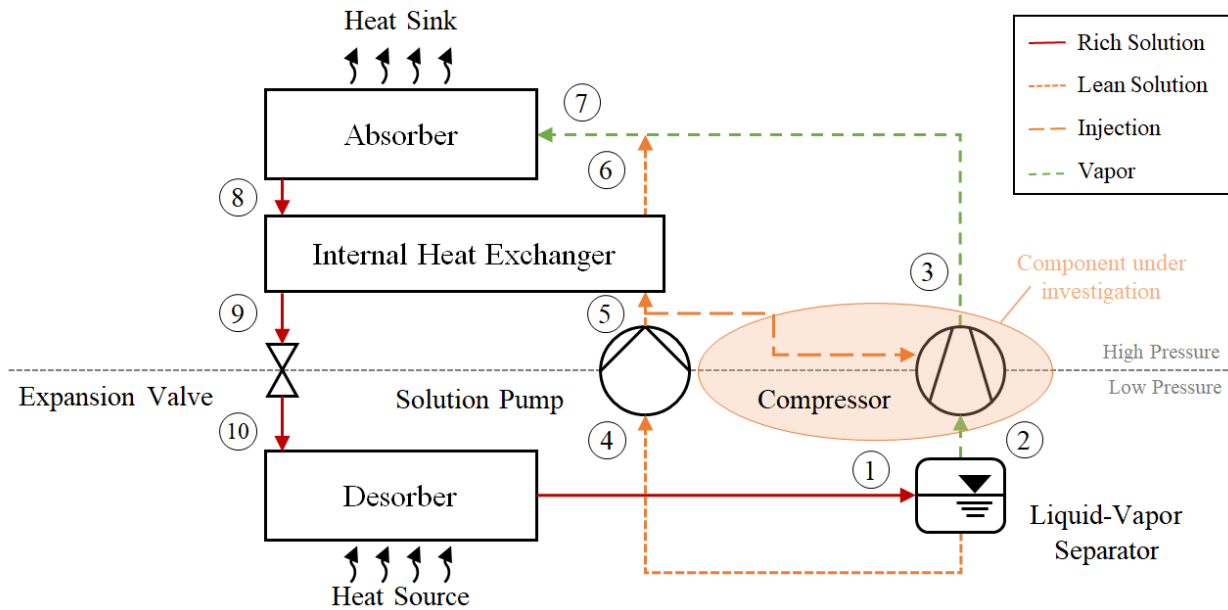 Heat Sink
Rich Solution
Lean Solution
Injection
Vapor
Absorber
7
6
8
Internal Heat Exchanger
3
Component under
investigation
9
5
High Pressure
Low Pressure
Expansion Valve
Solution Pump
Compressor
10
4
2
Desorber
1
Liquid-Vapor
Separator
Heat Source